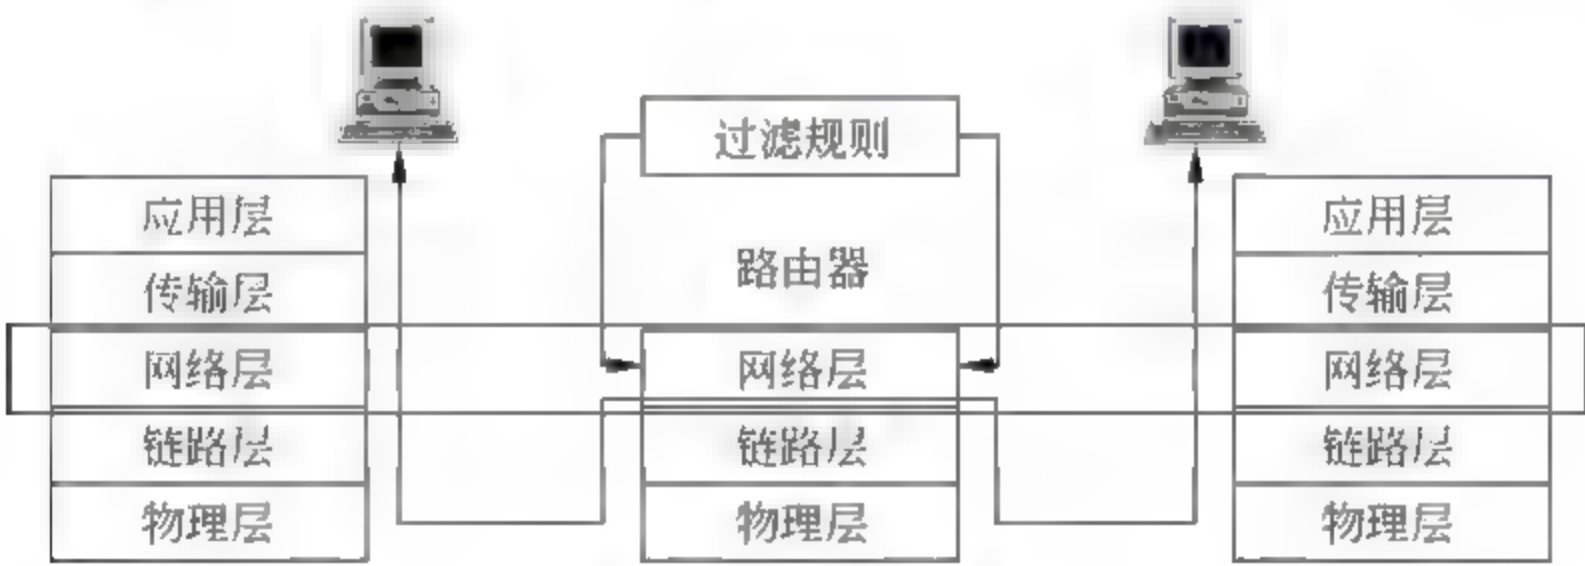 过滤规则
路由器
应用层
传输层
网络层
链路层
物理层
网络层
链路层
物理层
应用层
传输层
网络层
链路层
物理层